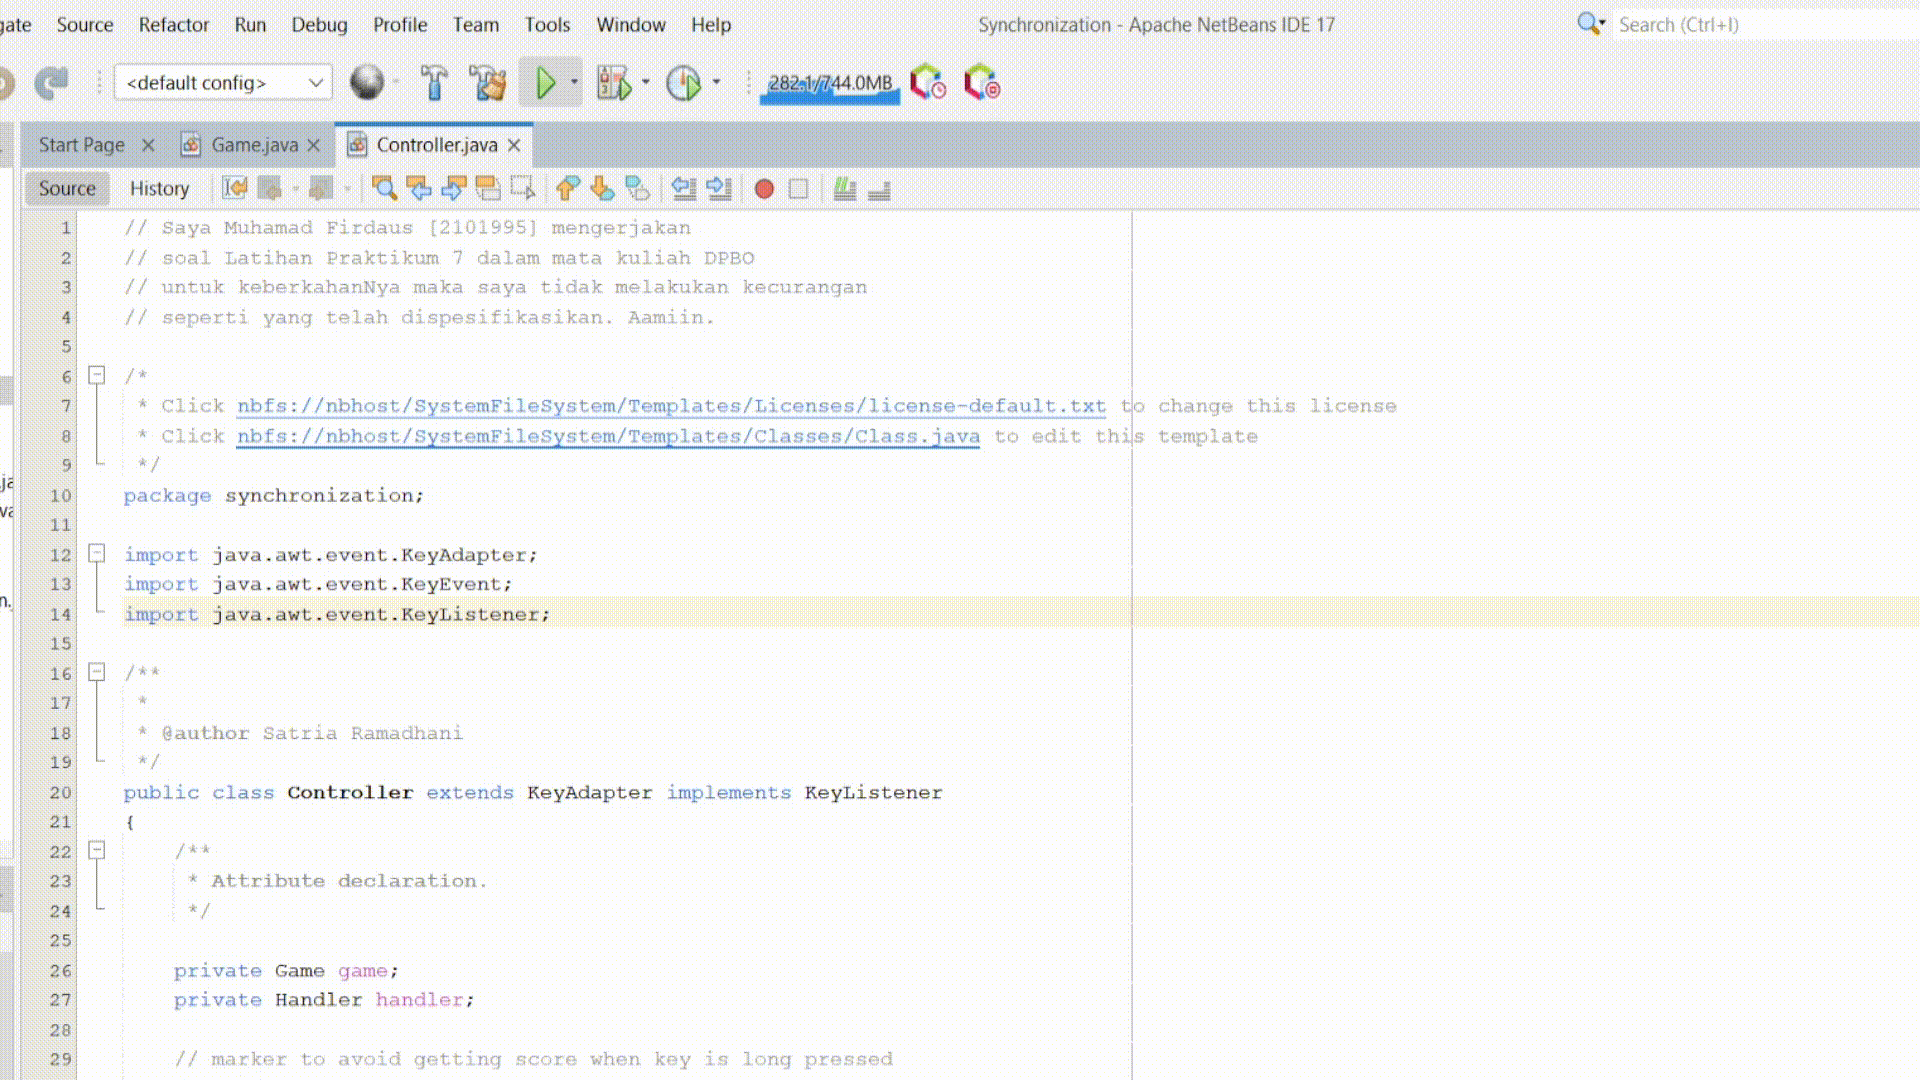 gate Source Refactor Run Debug Profile Team Tools Window Help Synchronization - Apache NetBeans IDE 17 Search (Ctrl+I)
<default config> 282.1/744.0MB
Start Page Game.java Controller.java
Source History
1 // Saya Muhamad Firdaus [2101995] mengerjakan
2 // soal Latihan Praktikum 7 dalam mata kuliah DPBO
3 // untuk keberkahanNya maka saya tidak melakukan kecurangan
4 // seperti yang telah dispesifikasikan. Aamiin.
5
6 /*
7 * Click nbfs://nbhost/SystemFileSystem/Templates/Licenses/license-default.txt to change this license
8 * Click nbfs://nbhost/SystemFileSystem/Templates/Classes/Class.java to edit this template
9 */
10 package synchronization;
11
12 import java.awt.event.KeyAdapter;
13 import java.awt.event.KeyEvent;
14 import java.awt.event.KeyListener;
15
16 /**
17 *
18 * @author Satria Ramadhani
19 */
20 public class Controller extends KeyAdapter implements KeyListener
21 {
22 /**
23 * Attribute declaration.
24 */
25
26 private Game game;
27 private Handler handler;
28
29 // marker to avoid getting score when key is long pressed